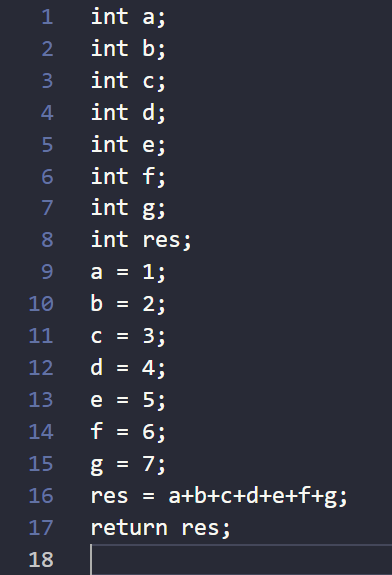 1 int a;
2 int b;
3 int c;
4 int d;
5 int e;
6 int f;
7 int g;
8 int res;
9 a = 1;
10 b = 2;
11 c = 3;
12 d = 4;
13 e = 5;
14 f = 6;
15 g = 7;
16 res = a+b+c+d+e+f+g;
17 return res;
18